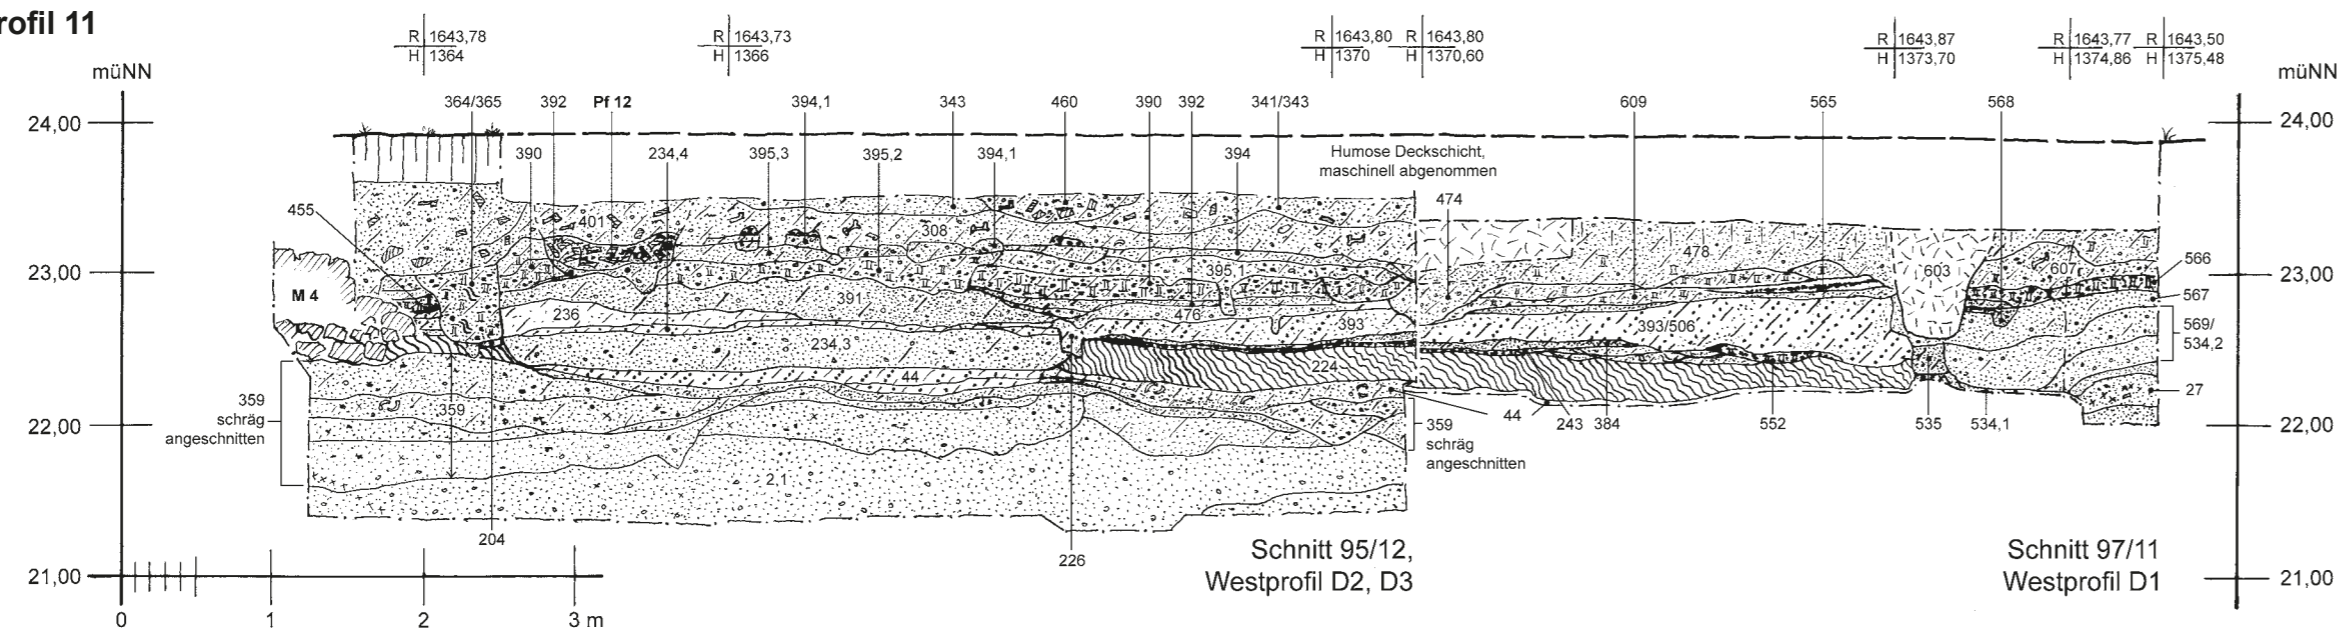 rofil 11
R 1643,78
H 1364
R 1643,73
H 1366
R 1643,80
H 1370
R 1643,80
H 1370,60
R 1643,87
H 1373,70
R 1643,77
H 1374,86
R 1643,50
H 1375,48
müNN
müNN
364/365
392
Pf 12
394,1
343
460
390
392
341/343
609
565
568
24,00
24,00
390
234,4
395,3
395,2
394,1
394
Humose Deckschicht,
maschinell abgenommen
474
455
401
308
478
603
607
566
23,00
23,00
395,1
567
M 4
391
236
476
393
393/506
569/
534,2
234,3
224
44
27
359
schräg
angeschnitten
359
44
243
384
552
535
534,1
22,00
22,00
359
schräg
angeschnitten
2,1
204
226
Schnitt 95/12,
Westprofil D2, D3
Schnitt 97/11
Westprofil D1
21,00
21,00
0
1
2
3 m